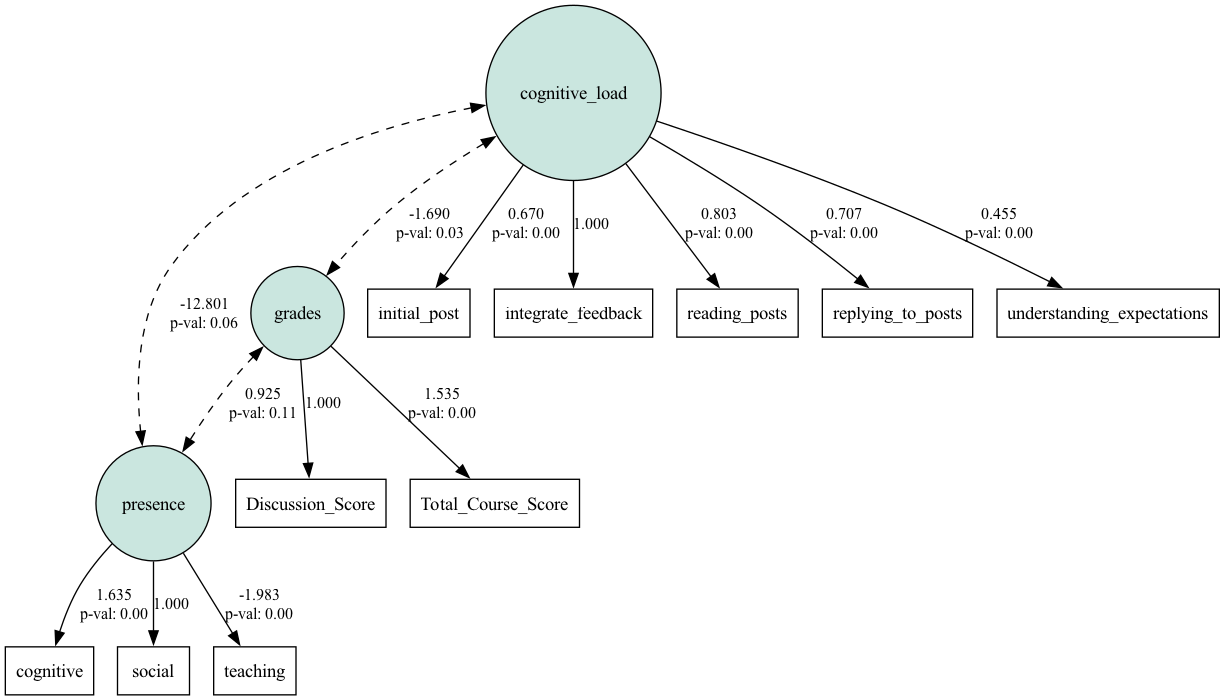 cognitive_load
-1.690
p-val: 0.03
0.670
p-val: 0.00
1.000
0.803
p-val: 0.00
0.707
p-val: 0.00
0.455
p-val: 0.00
-12.801
p-val: 0.06
grades
initial_post
integrate_feedback
reading_posts
replying_to_posts
understanding_expectations
0.925
p-val: 0.11
1.000
1.535
p-val: 0.00
presence
Discussion_Score
Total_Course_Score
1.635
p-val: 0.00
1.000
-1.983
p-val: 0.00
cognitive
social
teaching